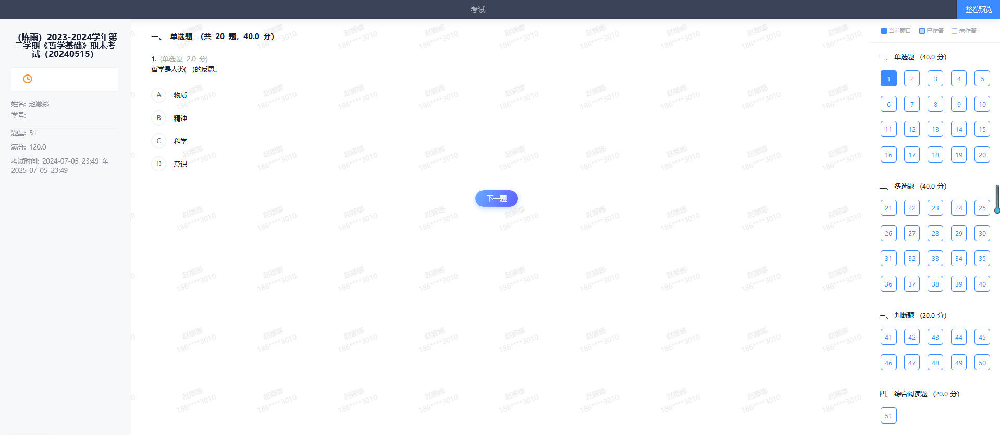 考试
整卷预览
（陈雨）2023-2024学年第
二学期《哲学基础》期末考
试（20240515）
姓名: 赵娜娜
学号:
题量: 51
满分: 120.0
考试时间: 2024-07-05 23:49 至
2025-07-05 23:49
一、 单选题 （共 20 题，40.0 分）
1. (单选题, 2.0 分)
哲学是人类( )的反思。
A 物质
B 精神
C 科学
D 意识
下一题
当前题目 已作答 未作答
一、 单选题 （40.0 分）
1 2 3 4 5
6 7 8 9 10
11 12 13 14 15
16 17 18 19 20
二、 多选题 （40.0 分）
21 22 23 24 25
26 27 28 29 30
31 32 33 34 35
36 37 38 39 40
三、 判断题 （20.0 分）
41 42 43 44 45
46 47 48 49 50
四、 综合阅读题 （20.0 分）
51
赵娜娜
186****3010